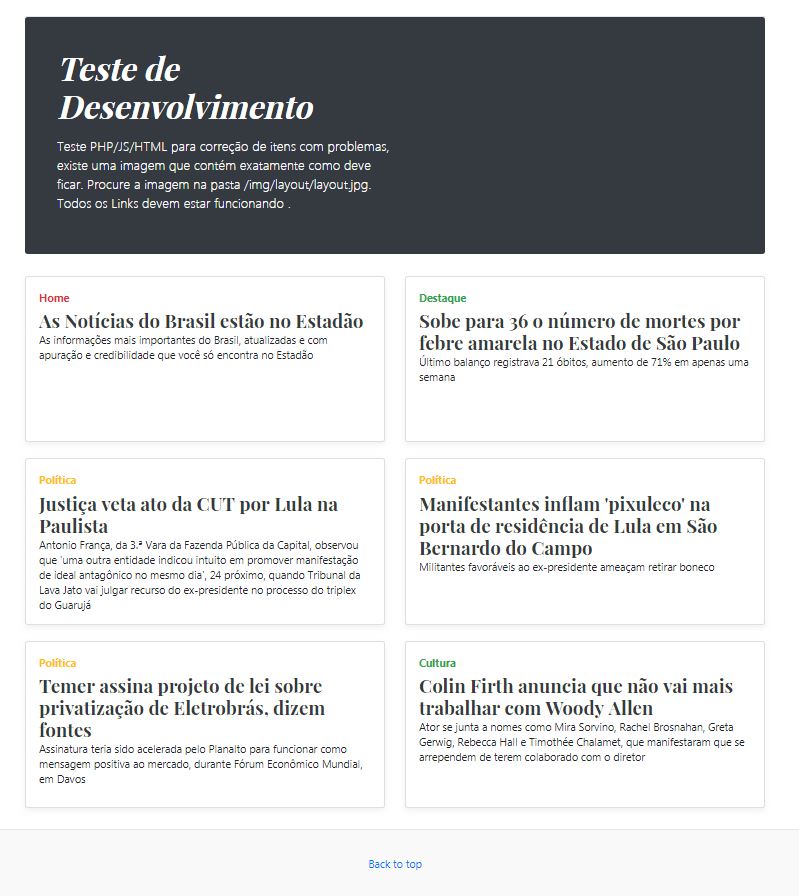 Teste de
Desenvolvimento
Teste PHP/JS/HTML para correção de itens com problemas,
existe uma imagem que contém exatamente como deve
ficar. Procure a imagem na pasta /img/layout/layout.jpg.
Todos os Links devem estar funcionando .
Home
As Notícias do Brasil estão no Estadão
As informações mais importantes do Brasil, atualizadas e com
apuração e credibilidade que você só encontra no Estadão
Destaque
Sobe para 36 o número de mortes por
febre amarela no Estado de São Paulo
Último balanço registrava 21 óbitos, aumento de 71% em apenas uma
semana
Política
Justiça veta ato da CUT por Lula na
Paulista
Antonio França, da 3.ª Vara da Fazenda Pública da Capital, observou
que 'uma outra entidade indicou intuito em promover manifestação
de ideal antagônico no mesmo dia', 24 próximo, quando Tribunal da
Lava Jato vai julgar recurso do ex-presidente no processo do triplex
do Guarujá
Política
Manifestantes inflam 'pixuleco' na
porta de residência de Lula em São
Bernardo do Campo
Militantes favoráveis ao ex-presidente ameaçam retirar boneco
Política
Temer assina projeto de lei sobre
privatização de Eletrobrás, dizem
fontes
Assinatura teria sido acelerada pelo Planalto para funcionar como
mensagem positiva ao mercado, durante Fórum Econômico Mundial,
em Davos
Cultura
Colin Firth anuncia que não vai mais
trabalhar com Woody Allen
Ator se junta a nomes como Mira Sorvino, Rachel Brosnahan, Greta
Gerwig, Rebecca Hall e Timothée Chalamet, que manifestaram que se
arrependem de terem colaborado com o diretor
Back to top